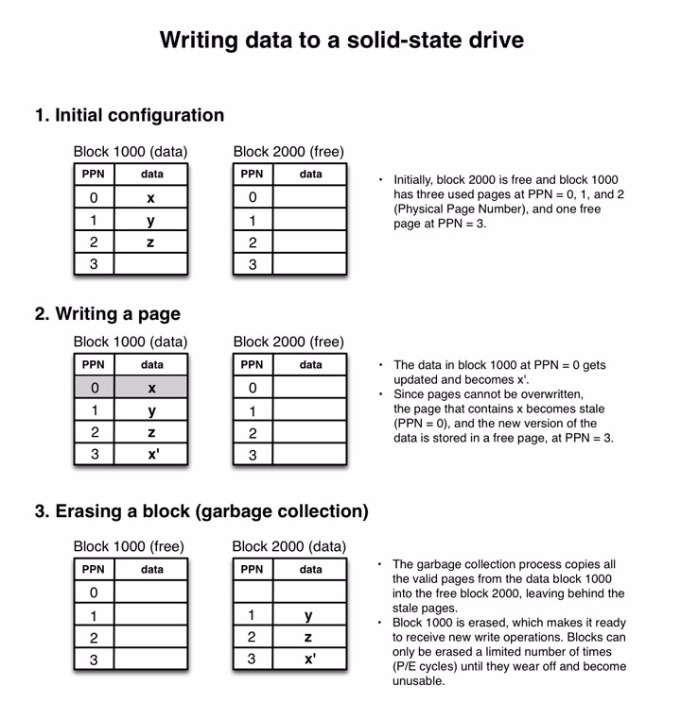 Writing data to a solid-state drive
1. Initial configuration
Block 1000 (data)
PPN data
0 x
1 y
2 z
3
Block 2000 (free)
PPN data
0
1
2
3
• Initially, block 2000 is free and block 1000
has three used pages at PPN = 0, 1, and 2
(Physical Page Number), and one free
page at PPN = 3.
2. Writing a page
Block 1000 (data)
PPN data
0 x
1 y
2 z
3 x'
Block 2000 (free)
PPN data
0
1
2
3
• The data in block 1000 at PPN = 0 gets
updated and becomes x'.
• Since pages cannot be overwritten,
the page that contains x becomes stale
(PPN = 0), and the new version of the
data is stored in a free page, at PPN = 3.
3. Erasing a block (garbage collection)
Block 1000 (free)
PPN data
0
1
2
3
Block 2000 (data)
PPN data
1 y
2 z
3 x'
• The garbage collection process copies all
the valid pages from the data block 1000
into the free block 2000, leaving behind the
stale pages.
• Block 1000 is erased, which makes it ready
to receive new write operations. Blocks can
only be erased a limited number of times
(P/E cycles) until they wear off and become
unusable.